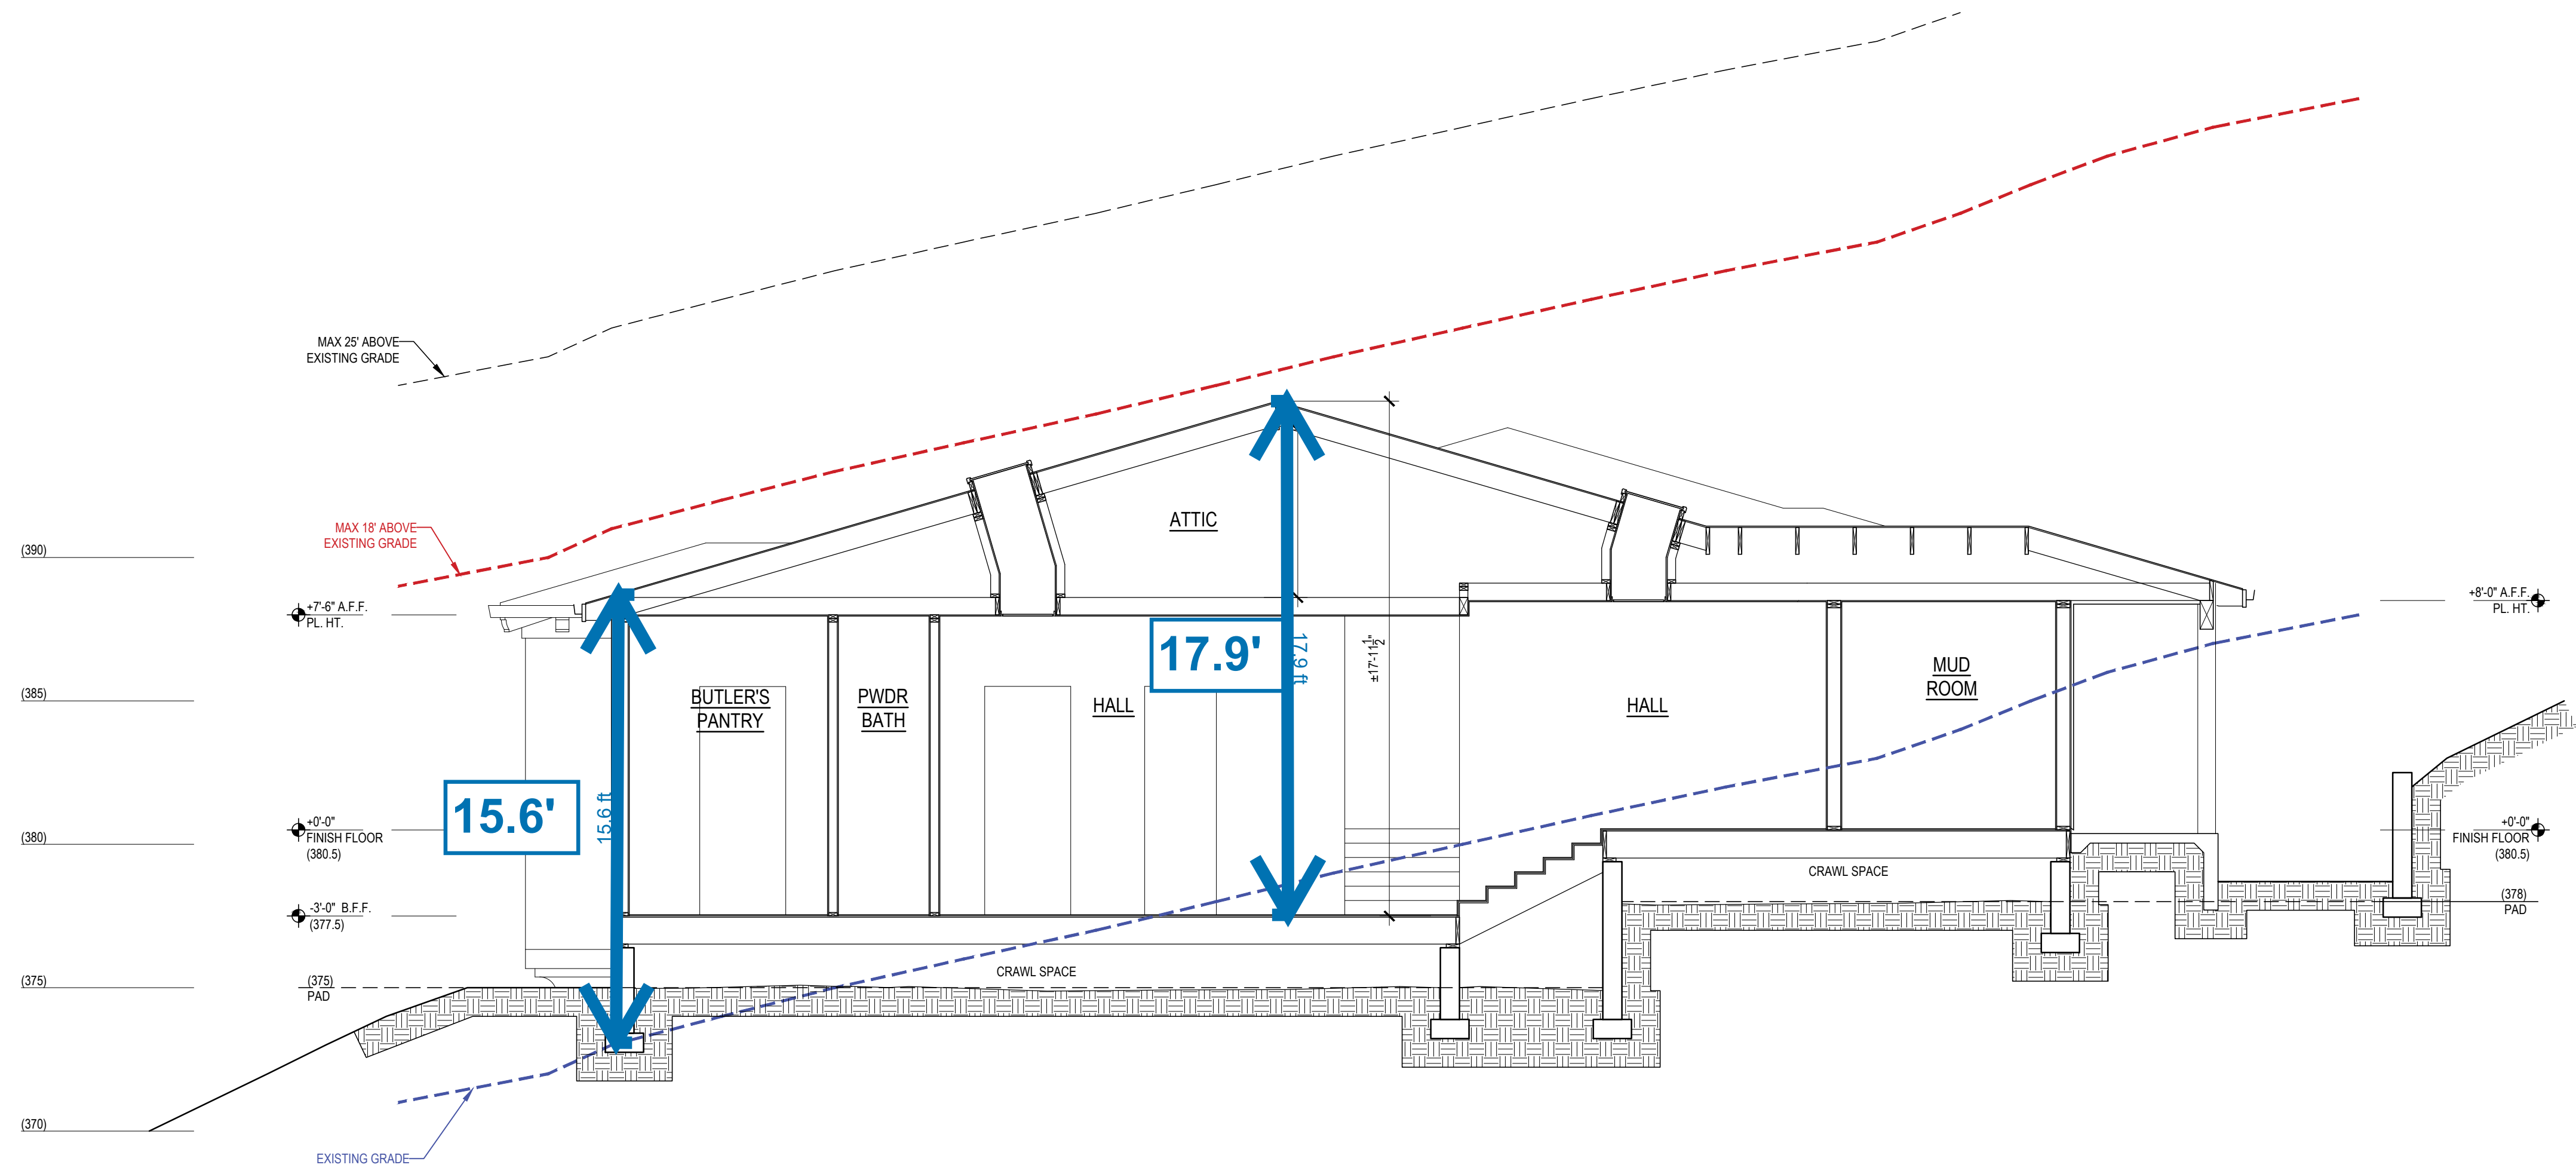 MAX 25' ABOVE
EXISTING GRADE
MAX 18' ABOVE
EXISTING GRADE
ATTIC
(390)
+7'-6" A.F.F.
PL. HT.
+8'-0" A.F.F.
PL. HT.
17.9'
17.9 ft
±17'-11 1/2"
(385)
BUTLER'S
PANTRY
PWDR
BATH
HALL
HALL
MUD
ROOM
15.6'
15.6 ft
(380)
+0'-0"
FINISH FLOOR
(380.5)
+0'-0"
FINISH FLOOR
(380.5)
CRAWL SPACE
-3'-0" B.F.F.
(377.5)
(378)
PAD
(375)
(375)
PAD
CRAWL SPACE
(370)
EXISTING GRADE